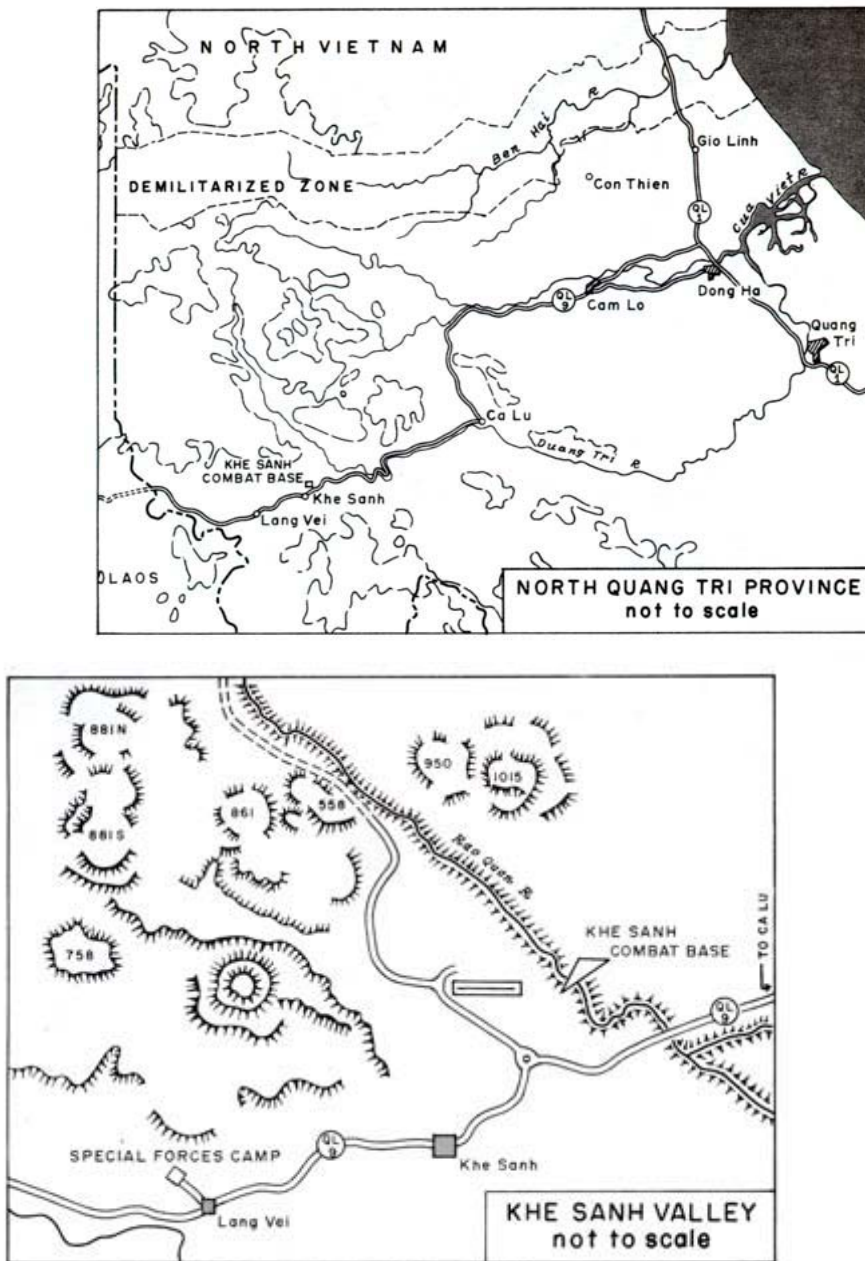 NORTH VIETNAM
Ben Hai R
Gio Linh
DEMILITARIZED ZONE
Con Thien
Cua Viet R
QL
1
QL
9
Cam Lo
Dong Ha
Quang
Tri
QL
1
Ca Lu
Duang Tri R
KHE SANH
COMBAT BASE
Khe Sanh
Lang Vei
LAOS
NORTH QUANG TRI PROVINCE
not to scale
881N
950
1015
861
558
881S
Rao Quan R
758
KHE SANH
COMBAT BASE
TO CA LU
QL
9
QL
9
SPECIAL FORCES CAMP
Khe Sanh
Lang Vei
KHE SANH VALLEY
not to scale